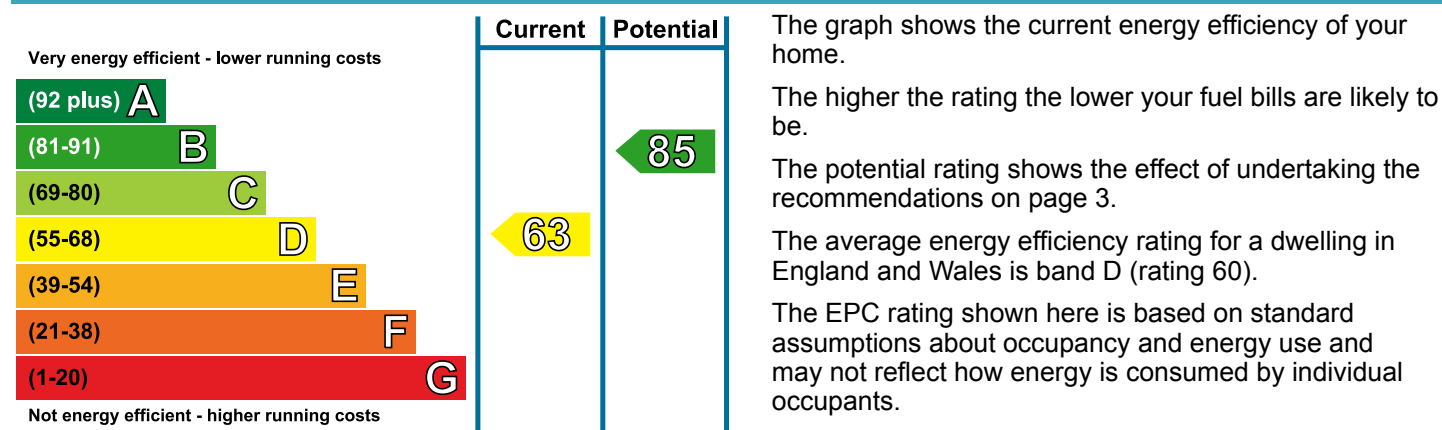 Current Potential
Very energy efficient - lower running costs
(92 plus) A
(81-91) B
85
(69-80) C
(55-68) D
63
(39-54) E
(21-38) F
(1-20) G
Not energy efficient - higher running costs
The graph shows the current energy efficiency of your
home.
The higher the rating the lower your fuel bills are likely to
be.
The potential rating shows the effect of undertaking the
recommendations on page 3.
The average energy efficiency rating for a dwelling in
England and Wales is band D (rating 60).
The EPC rating shown here is based on standard
assumptions about occupancy and energy use and
may not reflect how energy is consumed by individual
occupants.